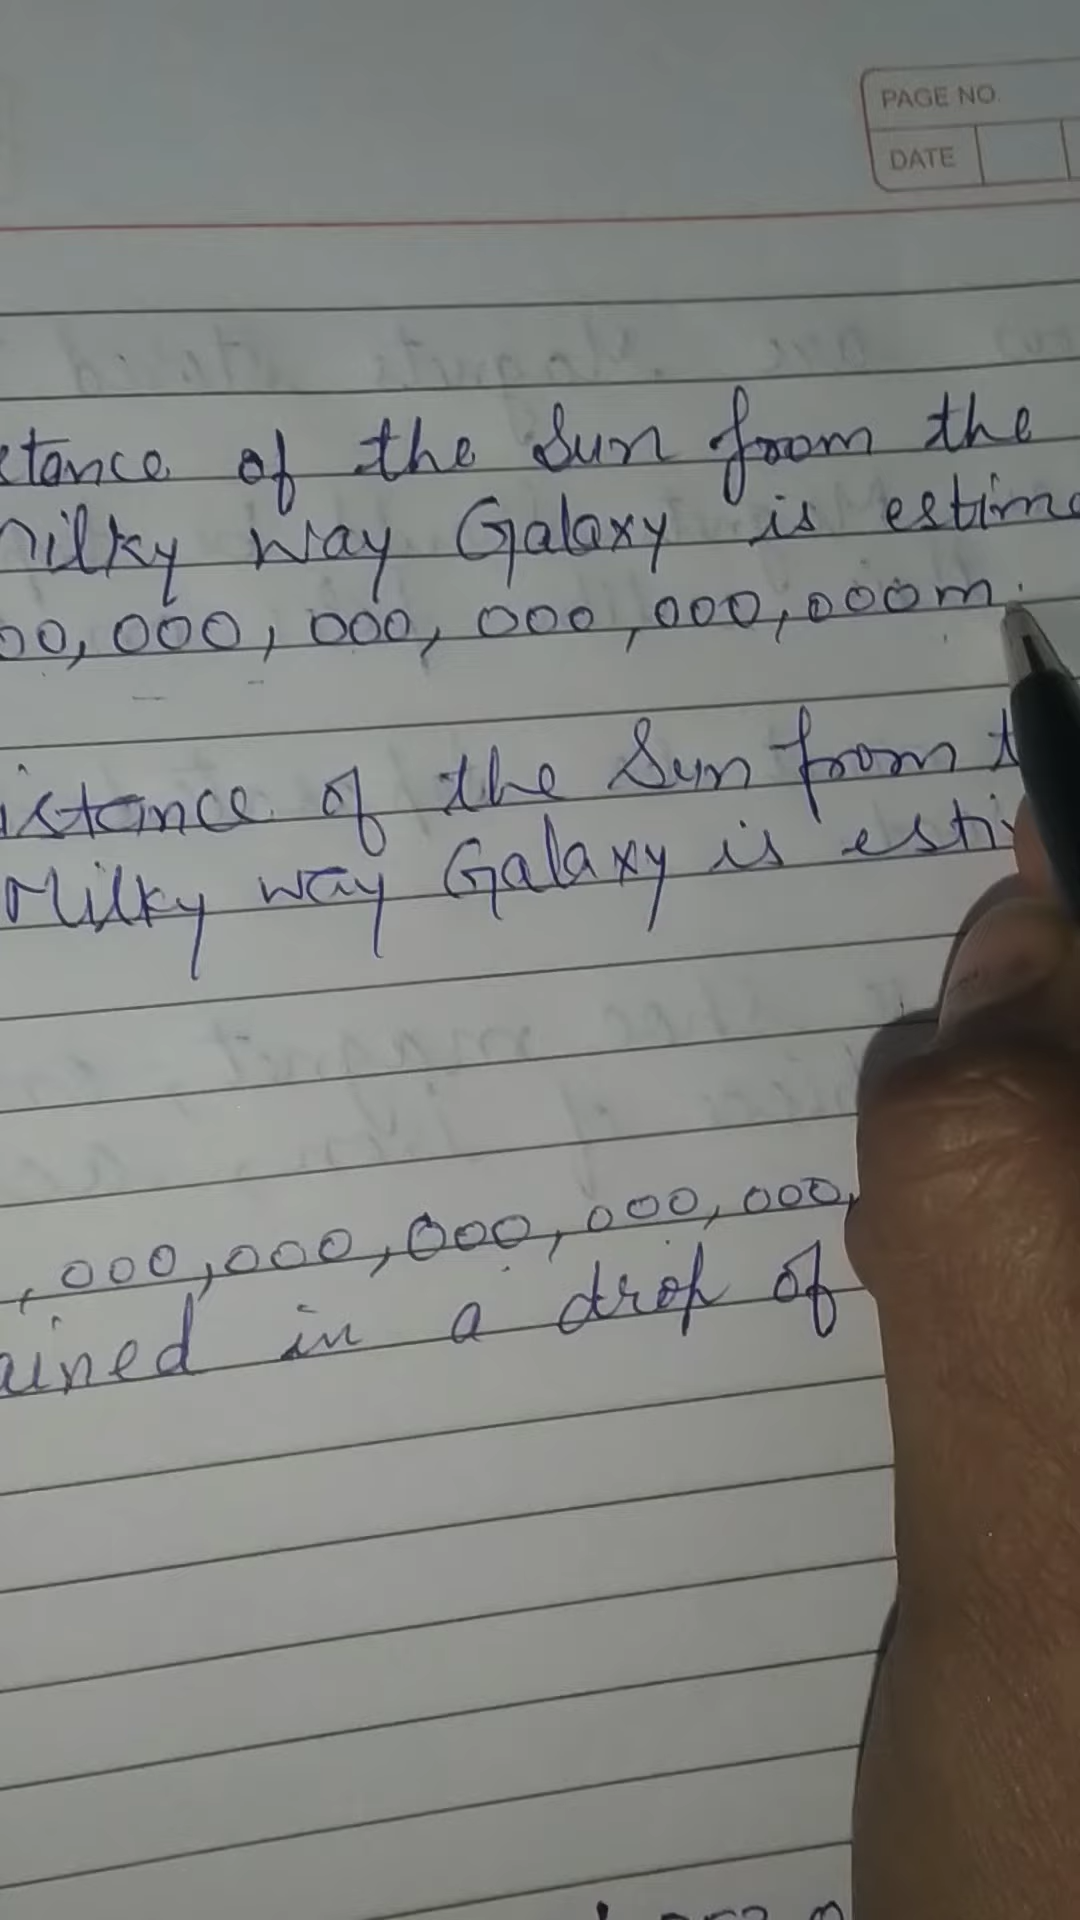 PAGE NO.
DATE
tance of the Sun from the
Milky Way Galaxy is estima
00,000,000,000,000,000m.
istance of the Sun from t
Milky way Galaxy is esti
,000,000,000,000,000,
ained in a drop of